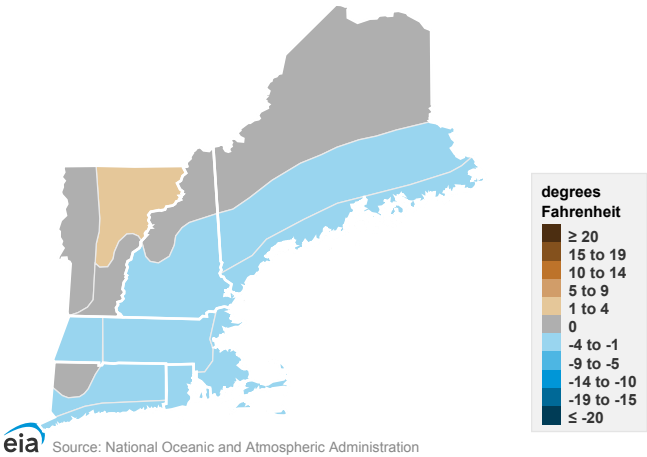 degrees
Fahrenheit
≥ 20
15 to 19
10 to 14
5 to 9
1 to 4
0
-4 to -1
-9 to -5
-14 to -10
-19 to -15
≤ -20
eia Source: National Oceanic and Atmospheric Administration